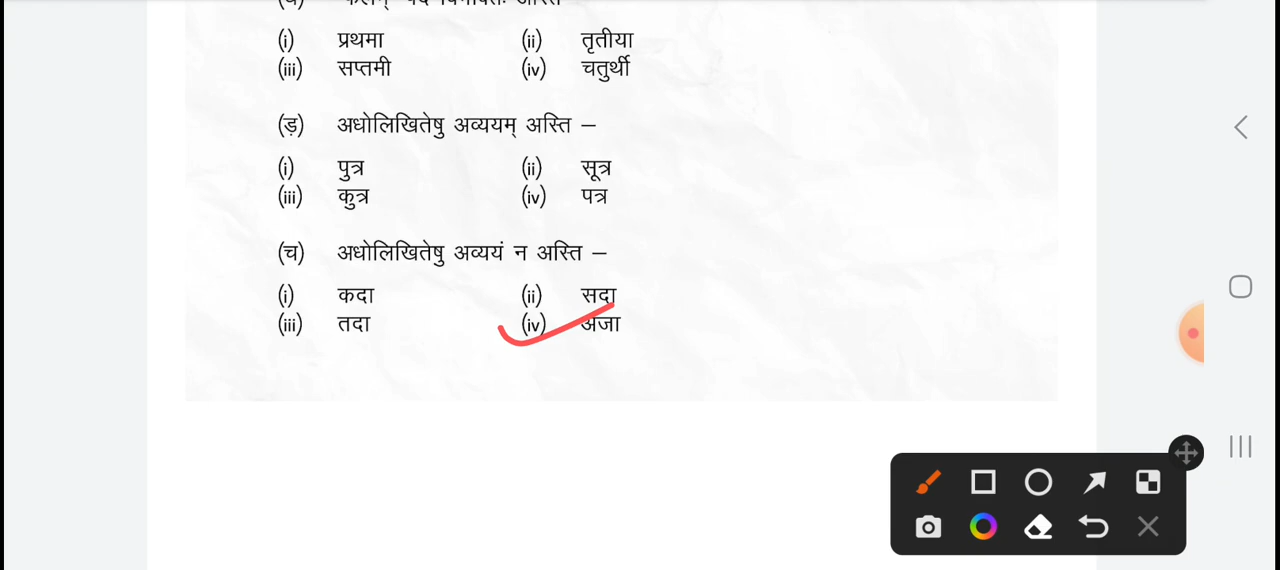 (i) प्रथमा (ii) तृतीया
(iii) सप्तमी (iv) चतुर्थी
(ड़) अधोलिखितेषु अव्ययम् अस्ति –
(i) पुत्र (ii) सूत्र
(iii) कुत्र (iv) पत्र
(च) अधोलिखितेषु अव्ययं न अस्ति –
(i) कदा (ii) सदा
(iii) तदा (iv) अजा